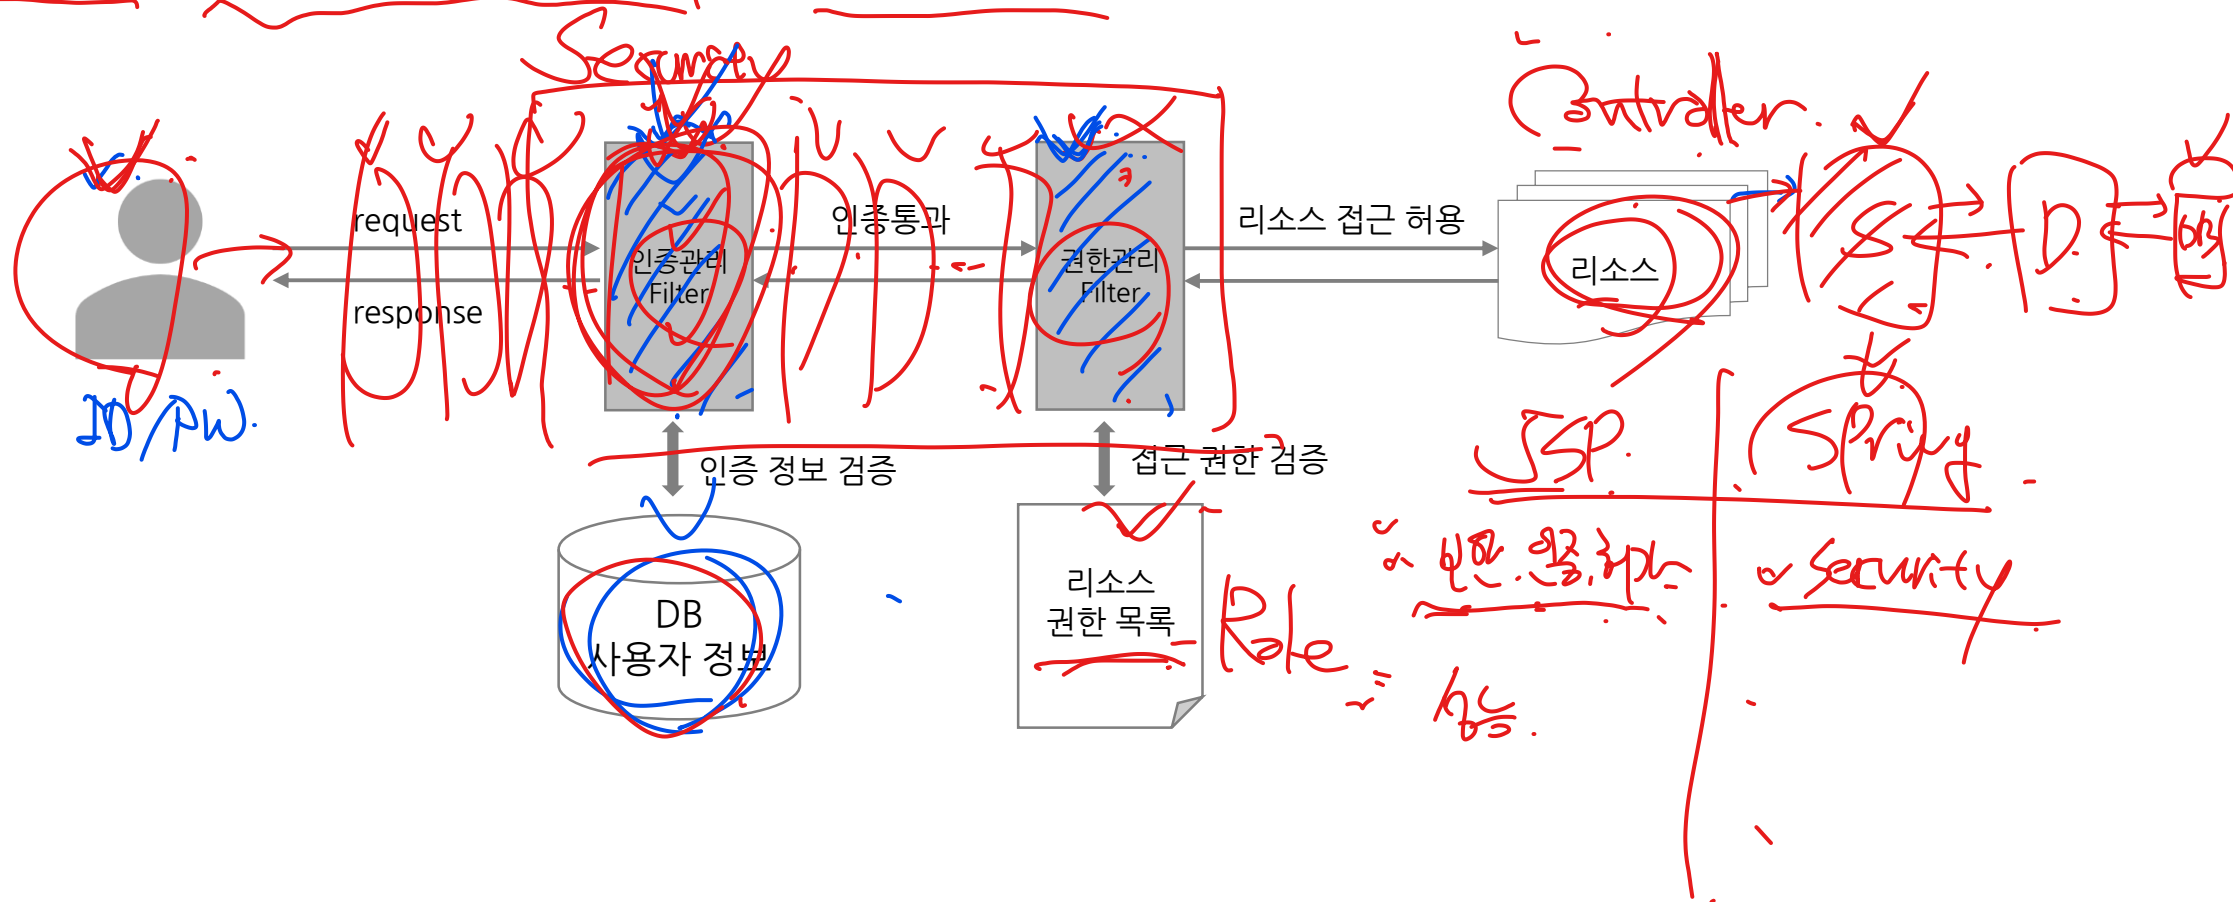 Security
Controller
request
인증통과
리소스 접근 허용
S
D
DB
인증관리
Filter
권한관리
Filter
리소스
response
ID/PW.
JSP.
Spring
인증 정보 검증
접근 권한 검증
Security
DB
사용자 정보
리소스
권한 목록
Role